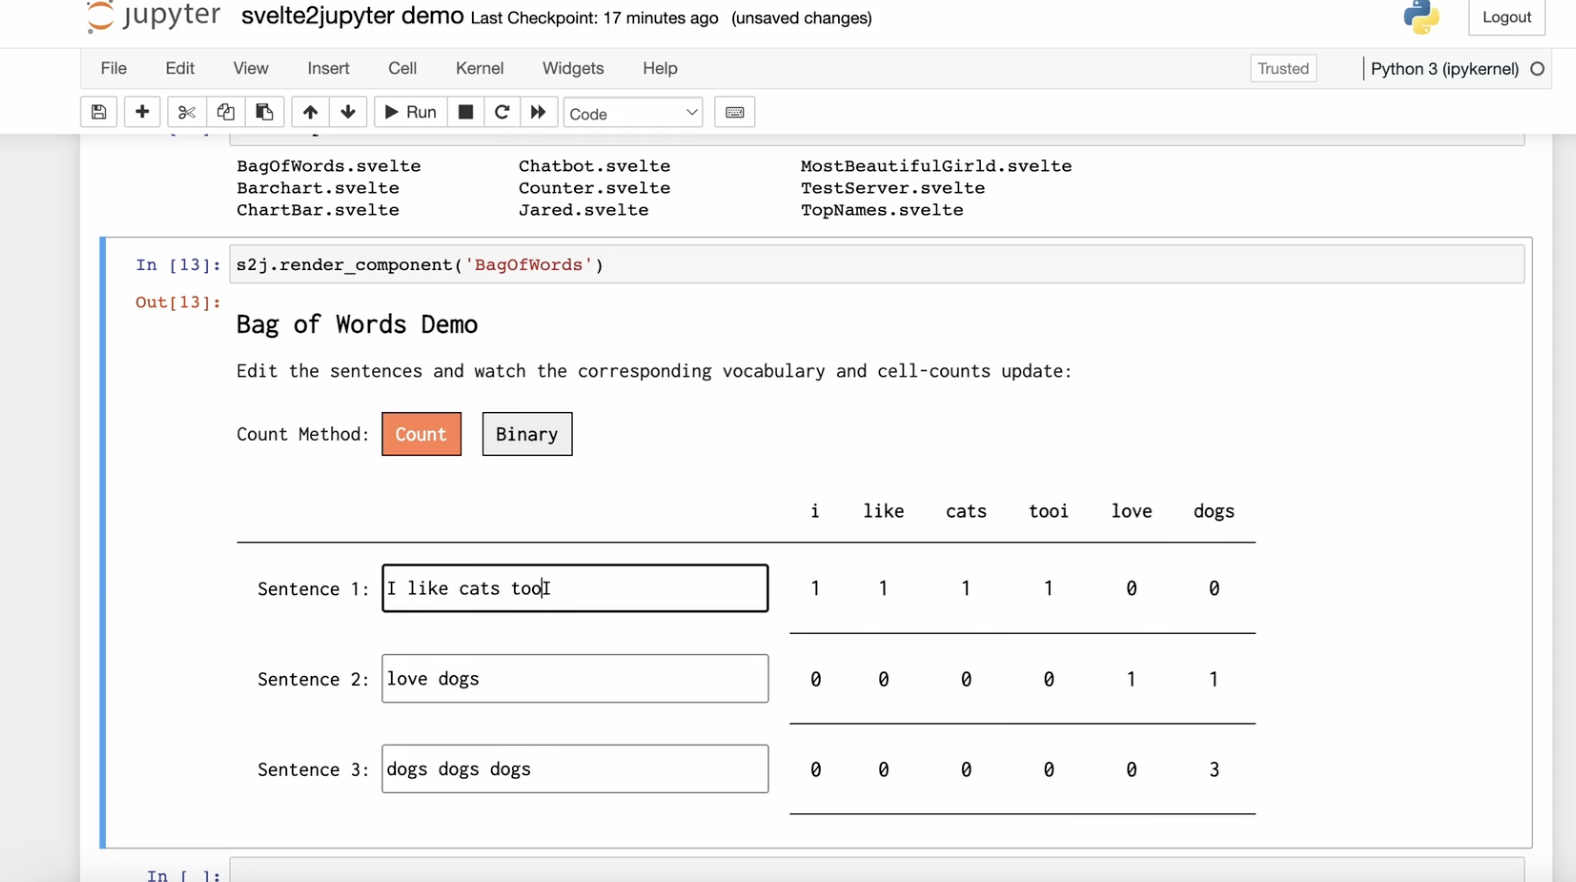 jupyter svelte2jupyter demo Last Checkpoint: 17 minutes ago (unsaved changes) Logout
File Edit View Insert Cell Kernel Widgets Help Trusted Python 3 (ipykernel)
Run Code
BagOfWords.svelte Chatbot.svelte MostBeautifulGirld.svelte
Barchart.svelte Counter.svelte TestServer.svelte
ChartBar.svelte Jared.svelte TopNames.svelte
In [13]: s2j.render_component('BagOfWords')
Out[13]:
Bag of Words Demo
Edit the sentences and watch the corresponding vocabulary and cell-counts update:
Count Method: Count Binary
i like cats tooi love dogs
Sentence 1: I like cats tooI 1 1 1 1 0 0
Sentence 2: love dogs 0 0 0 0 1 1
Sentence 3: dogs dogs dogs 0 0 0 0 0 3
In [ ]: